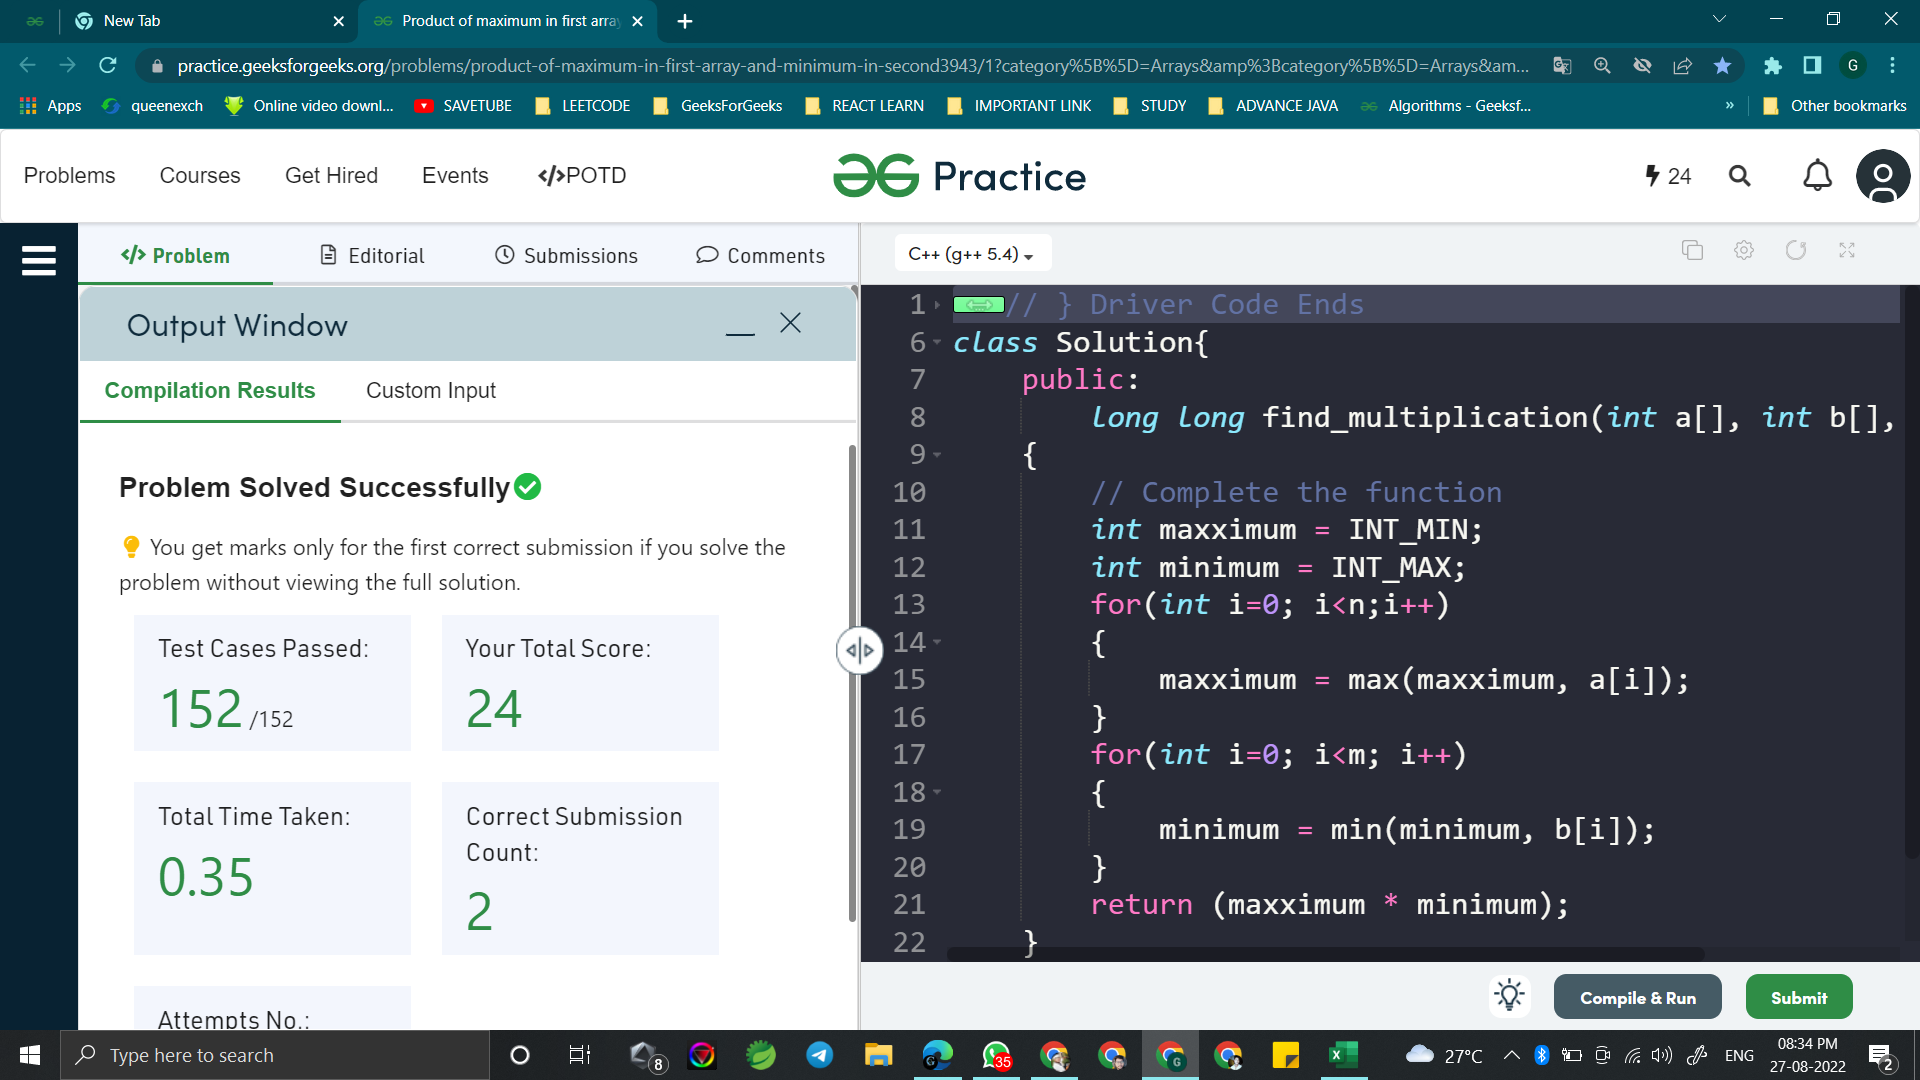 New Tab
Product of maximum in first arra
practice.geeksforgeeks.org/problems/product-of-maximum-in-first-array-and-minimum-in-second3943/1?category%5B%5D=Arrays&amp%3Bcategory%5B%5D=Arrays&am...
G
Apps
queenexch
Online video downl...
SAVETUBE
LEETCODE
GeeksForGeeks
REACT LEARN
IMPORTANT LINK
STUDY
ADVANCE JAVA
Algorithms - Geeksf...
»
Other bookmarks
Problems
Courses
Get Hired
Events
</>POTD
Practice
24
</> Problem
Editorial
Submissions
Comments
C++ (g++ 5.4)
Output Window
Compilation Results
Custom Input
Problem Solved Successfully
You get marks only for the first correct submission if you solve the
problem without viewing the full solution.
Test Cases Passed:
152 /152
Your Total Score:
24
Total Time Taken:
0.35
Correct Submission
Count:
2
Attempts No.:
1 // } Driver Code Ends
6 class Solution{
7 public:
8 long long find_multiplication(int a[], int b[],
9 {
10 // Complete the function
11 int maxximum = INT_MIN;
12 int minimum = INT_MAX;
13 for(int i=0; i<n;i++)
14 {
15 maxximum = max(maxximum, a[i]);
16 }
17 for(int i=0; i<m; i++)
18 {
19 minimum = min(minimum, b[i]);
20 }
21 return (maxximum * minimum);
22 }
Compile & Run
Submit
Type here to search
8
35
27°C
ENG
08:34 PM
27-08-2022
2